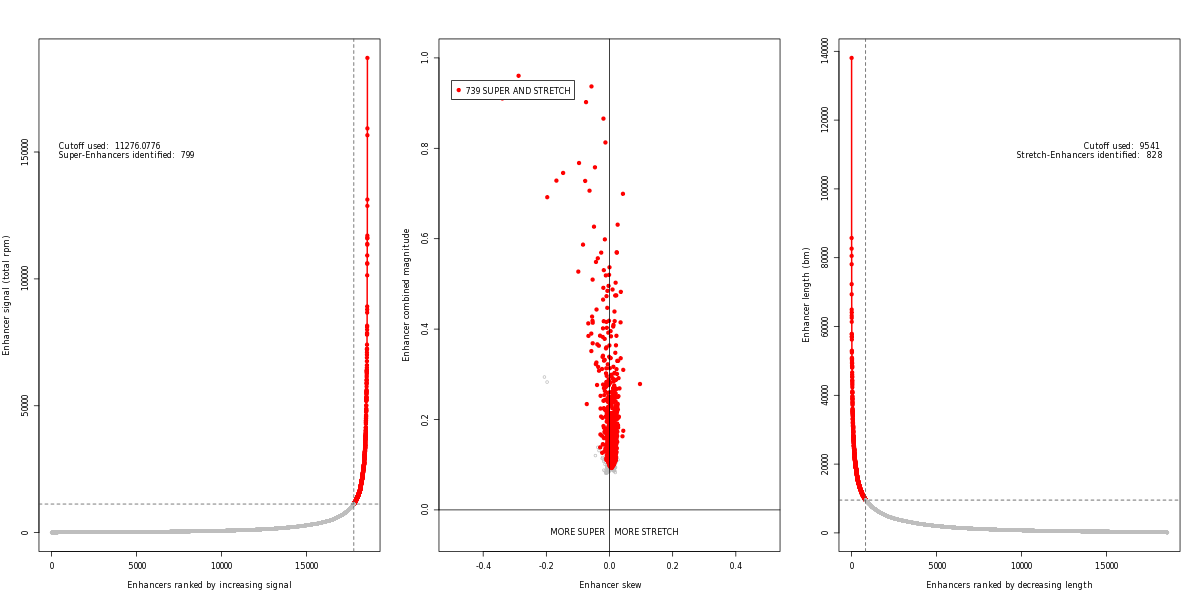 Cutoff used: 11276.0776
Super-Enhancers identified: 799
Enhancer signal (total rpm)
0
50000
100000
150000
0
5000
10000
15000
Enhancers ranked by increasing signal
739 SUPER AND STRETCH
Enhancer combined magnitude
0.0
0.2
0.4
0.6
0.8
1.0
MORE SUPER
MORE STRETCH
-0.4
-0.2
0.0
0.2
0.4
Enhancer skew
Cutoff used: 9541
Stretch-Enhancers identified: 828
Enhancer length (bm)
0
20000
40000
60000
80000
100000
120000
140000
0
5000
10000
15000
Enhancers ranked by decreasing length